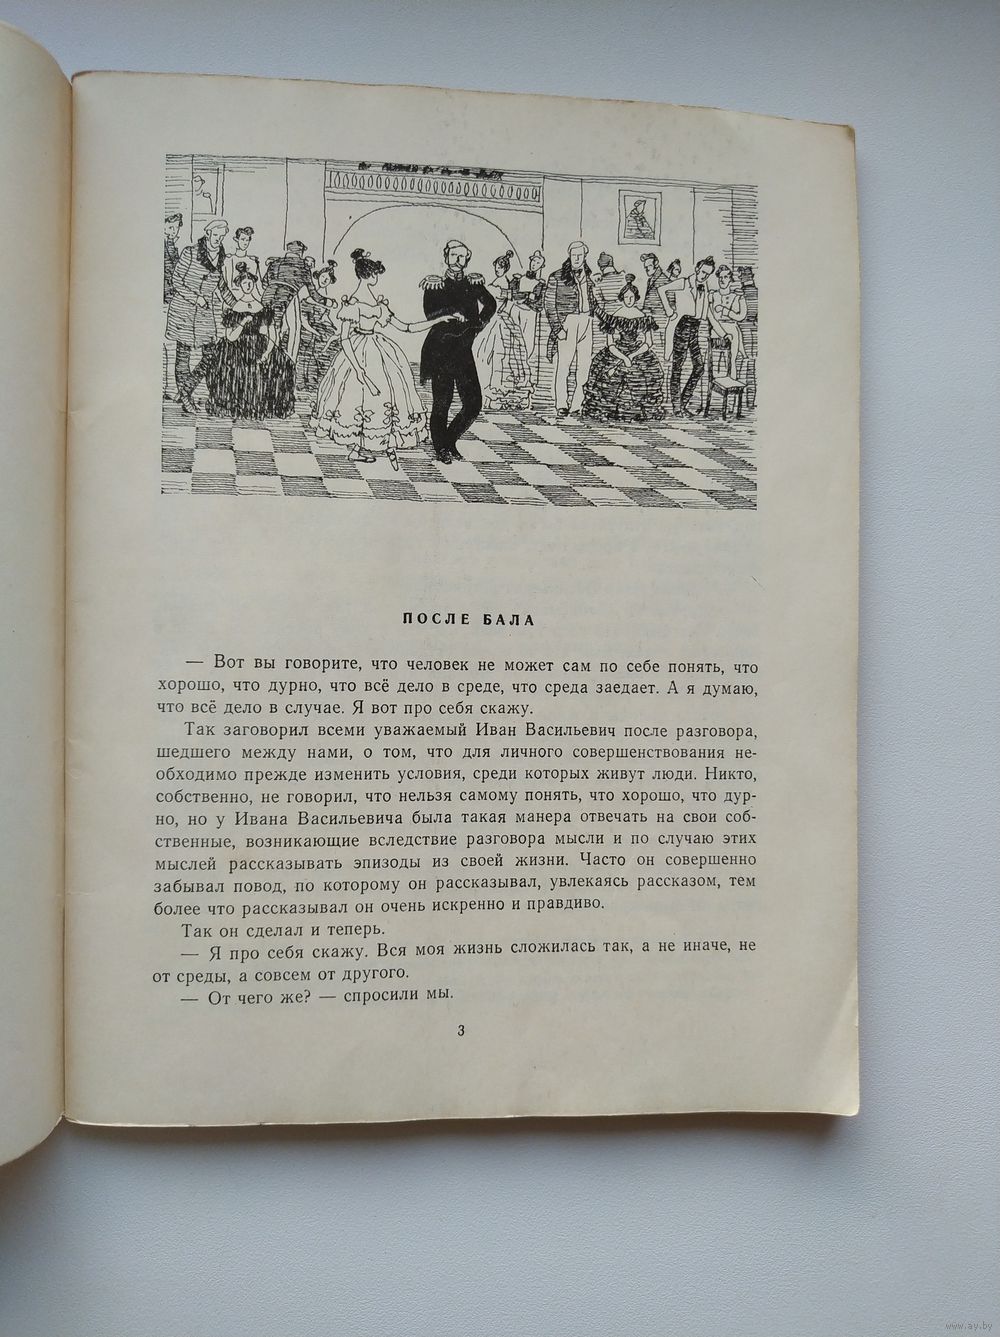 ПОСЛЕ БАЛА
— Вот вы говорите, что человек не может сам по себе понять, что
хорошо, что дурно, что всё дело в среде, что среда заедает. А я думаю,
что всё дело в случае. Я вот про себя скажу.
Так заговорил всеми уважаемый Иван Васильевич после разговора,
шедшего между нами, о том, что для личного совершенствования не-
обходимо прежде изменить условия, среди которых живут люди. Никто,
собственно, не говорил, что нельзя самому понять, что хорошо, что дур-
но, но у Ивана Васильевича была такая манера отвечать на свои соб-
ственные, возникающие вследствие разговора мысли и по случаю этих
мыслей рассказывать эпизоды из своей жизни. Часто он совершенно
забывал повод, по которому он рассказывал, увлекаясь рассказом, тем
более что рассказывал он очень искренно и правдиво.
Так он сделал и теперь.
— Я про себя скажу. Вся моя жизнь сложилась так, а не иначе, не
от среды, а совсем от другого.
— От чего же? — спросили мы.
3
www.ay.by